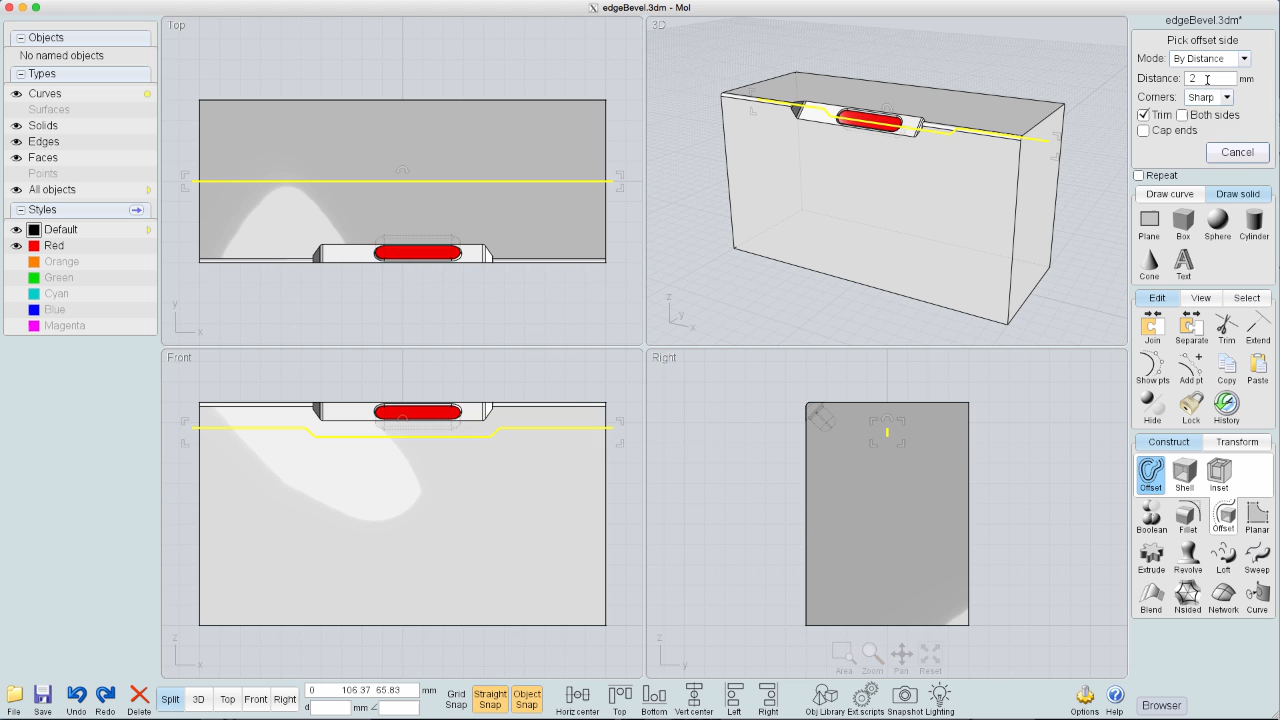 edgeBevel.3dm - MoI
edgeBevel.3dm*
Objects
No named objects
Types
Curves
Surfaces
Solids
Edges
Faces
Points
All objects
Styles
Default
Red
Orange
Green
Cyan
Blue
Magenta
Top
y
x
3D
z
y
x
Front
z
x
Right
z
y
Area
Zoom
Pan
Reset
Pick offset side
Mode: By Distance
Distance: 2 mm
Corners: Sharp
Trim Both sides
Cap ends
Cancel
Repeat
Draw curve Draw solid
Plane Box Sphere Cylinder
Cone Text
Edit View Select
Join Separate Trim Extend
Show pts Add pt Copy Paste
Hide Lock History
Construct Transform
Offset Shell Inset
Boolean Fillet Offset Planar
Extrude Revolve Loft Sweep
Blend Nsided Network Curve
File Save Undo Redo Delete
Split 3D Top Front Right
0 106.37 65.83 mm
d mm
Grid Snap
Straight Snap
Object Snap
Horiz center Top Bottom Vert center Left Right
Obj Library Ext.scripts Snapshot Lighting
Options Help
Browser